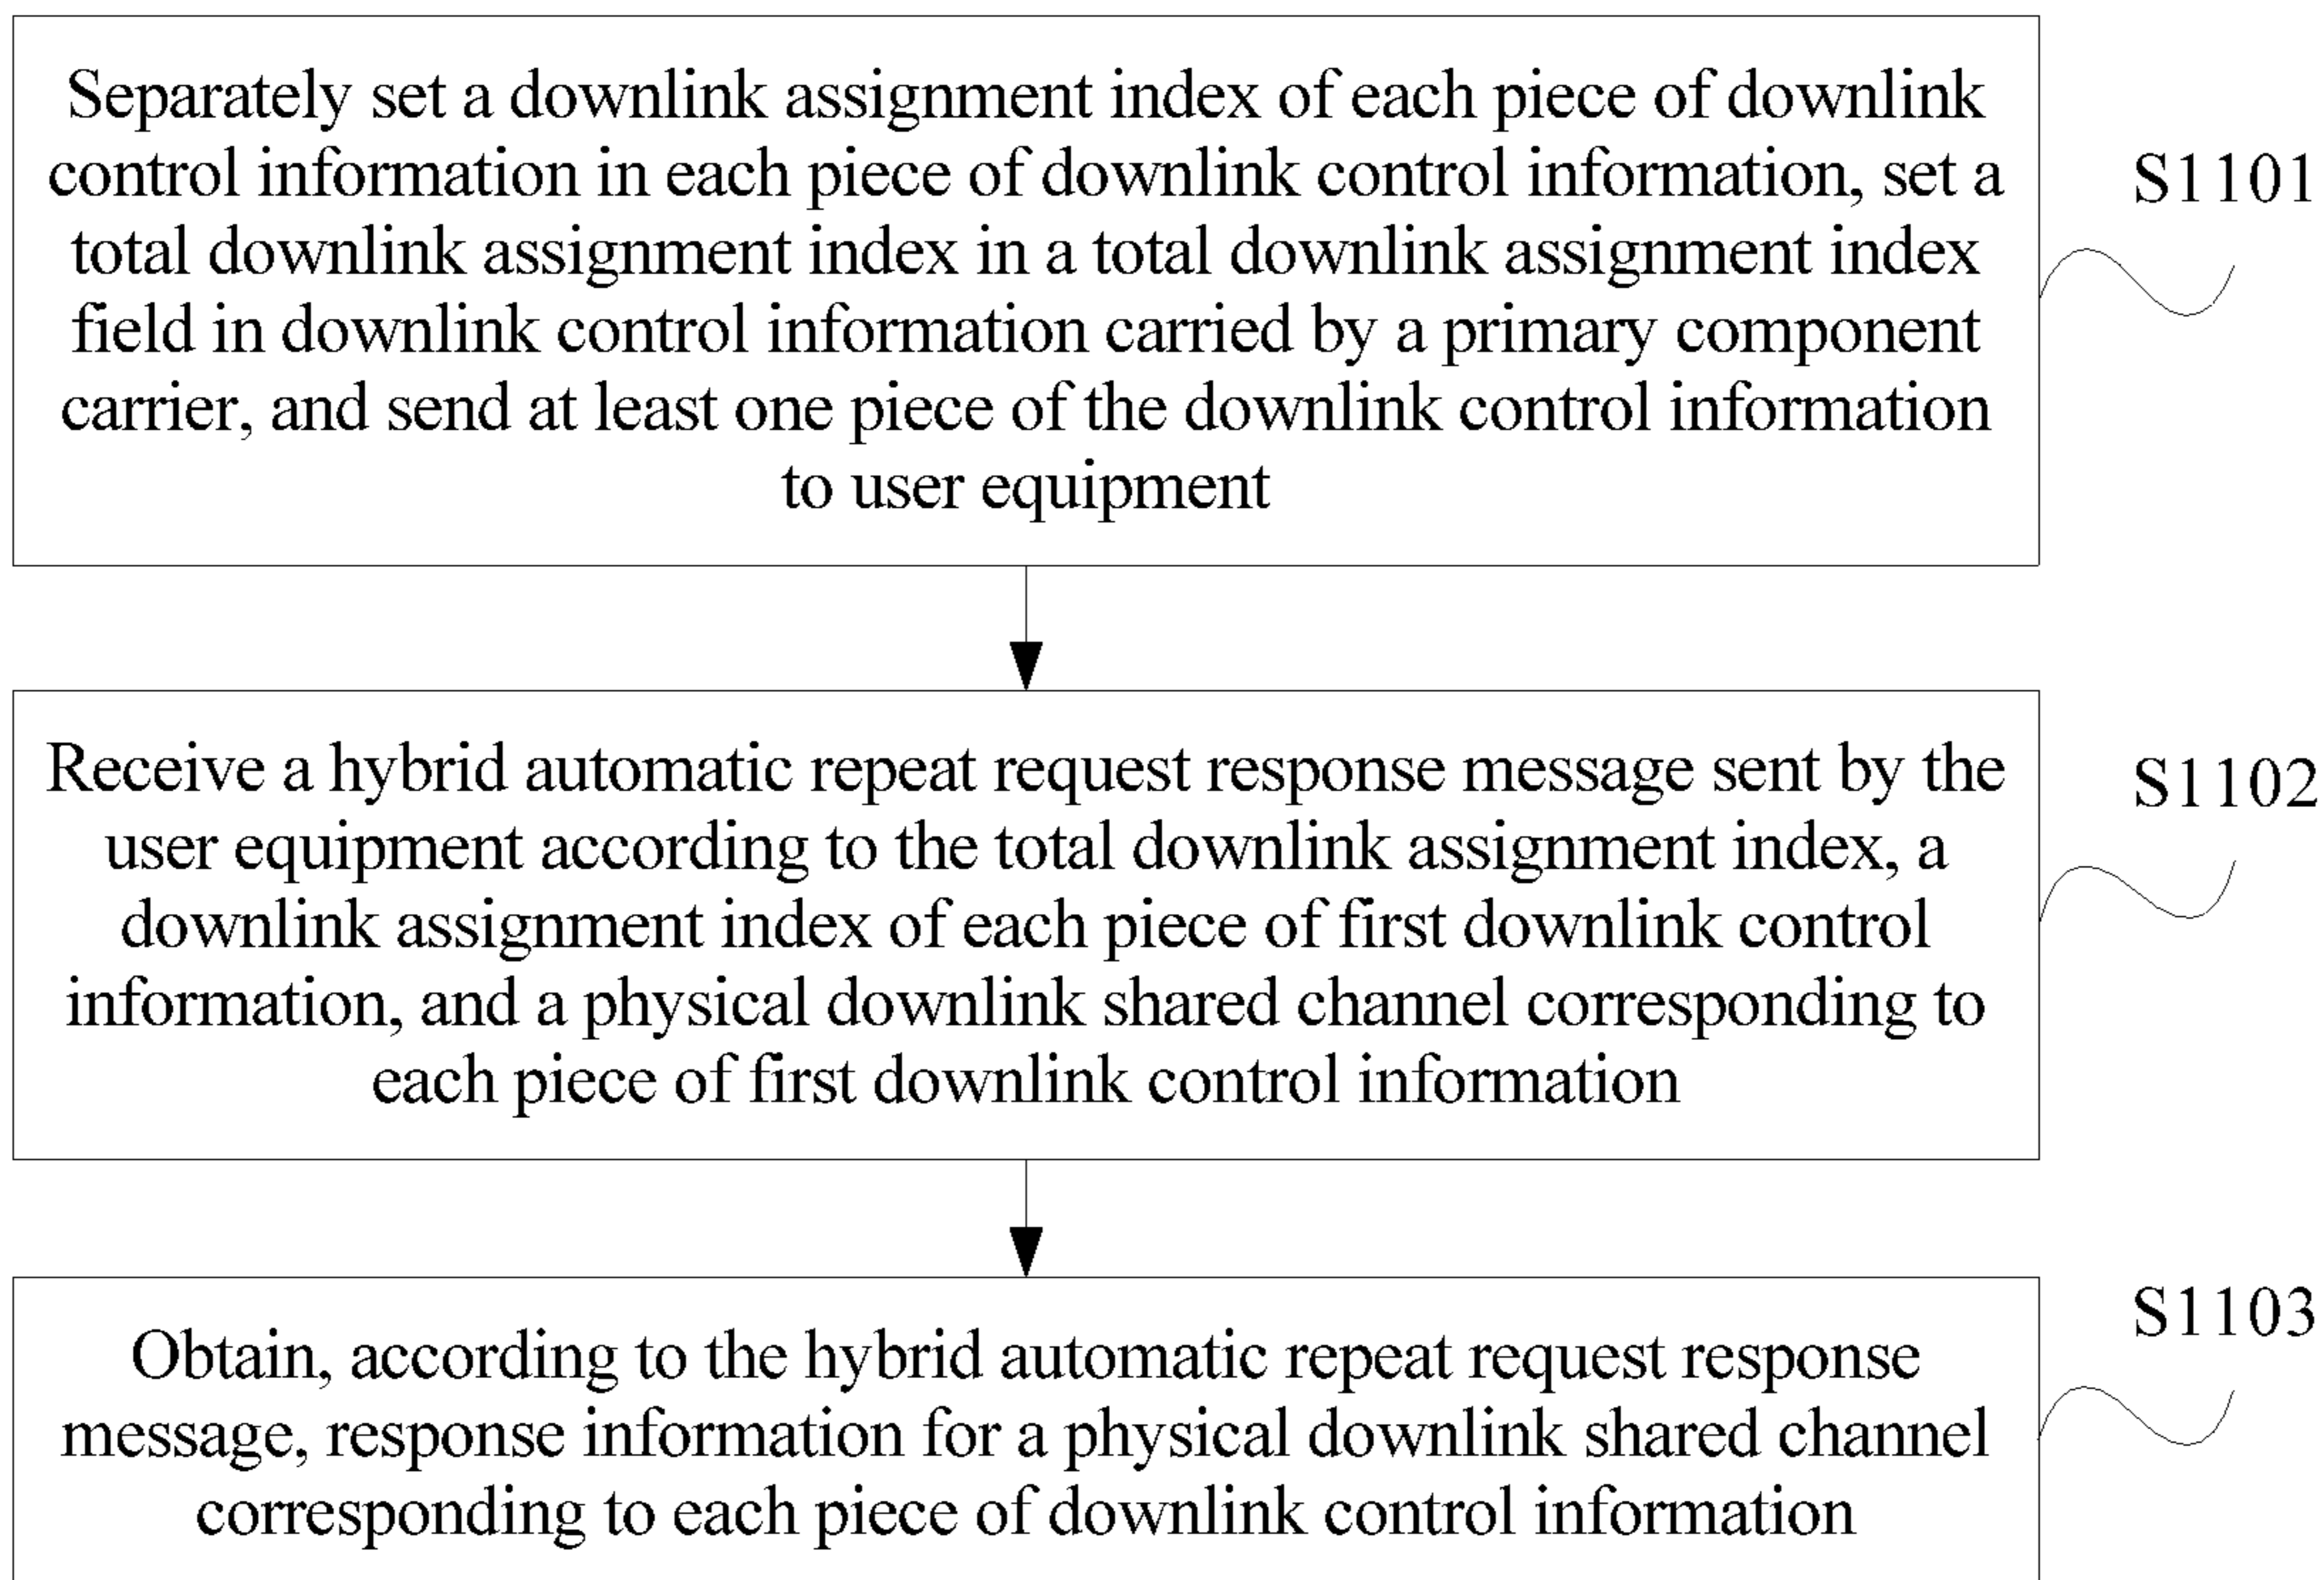 Separately set a downlink assignment index of each piece of downlink
control information in each piece of downlink control information, set a
total downlink assignment index in a total downlink assignment index
field in downlink control information carried by a primary component
carrier, and send at least one piece of the downlink control information
to user equipment
S1101
Receive a hybrid automatic repeat request response message sent by the
user equipment according to the total downlink assignment index, a
downlink assignment index of each piece of first downlink control
information, and a physical downlink shared channel corresponding to
each piece of first downlink control information
S1102
Obtain, according to the hybrid automatic repeat request response
message, response information for a physical downlink shared channel
corresponding to each piece of downlink control information
S1103